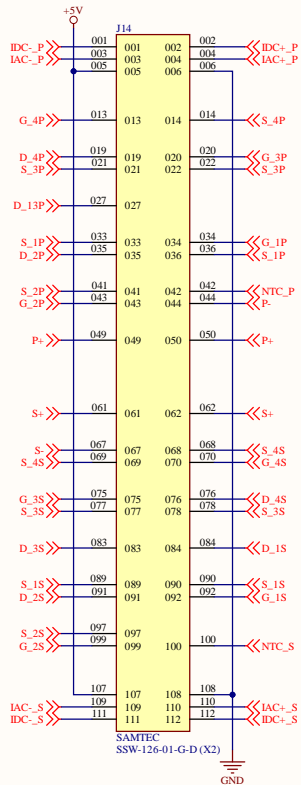 +5V
J14
IDC-_P 001 001 002 002 IDC+_P
IAC-_P 003 003 004 004 IAC+_P
005 005 006 006
G_4P 013 013 014 014 S_4P
D_4P 019 019 020 020 G_3P
S_3P 021 021 022 022 S_3P
D_13P 027 027
S_1P 033 033 034 034 G_1P
D_2P 035 035 036 036 S_1P
S_2P 041 041 042 042 NTC_P
G_2P 043 043 044 044 P-
P+ 049 049 050 050 P+
S+ 061 061 062 062 S+
S- 067 067 068 068 S_4S
S_4S 069 069 070 070 G_4S
G_3S 075 075 076 076 D_4S
S_3S 077 077 078 078 S_3S
D_3S 083 083 084 084 D_1S
S_1S 089 089 090 090 S_1S
D_2S 091 091 092 092 G_1S
S_2S 097 097
G_2S 099 099 100 100 NTC_S
107 107 108 108
IAC-_S 109 109 110 110 IAC+_S
IDC-_S 111 111 112 112 IDC+_S
SAMTEC
SSW-126-01-G-D (X2)
GND